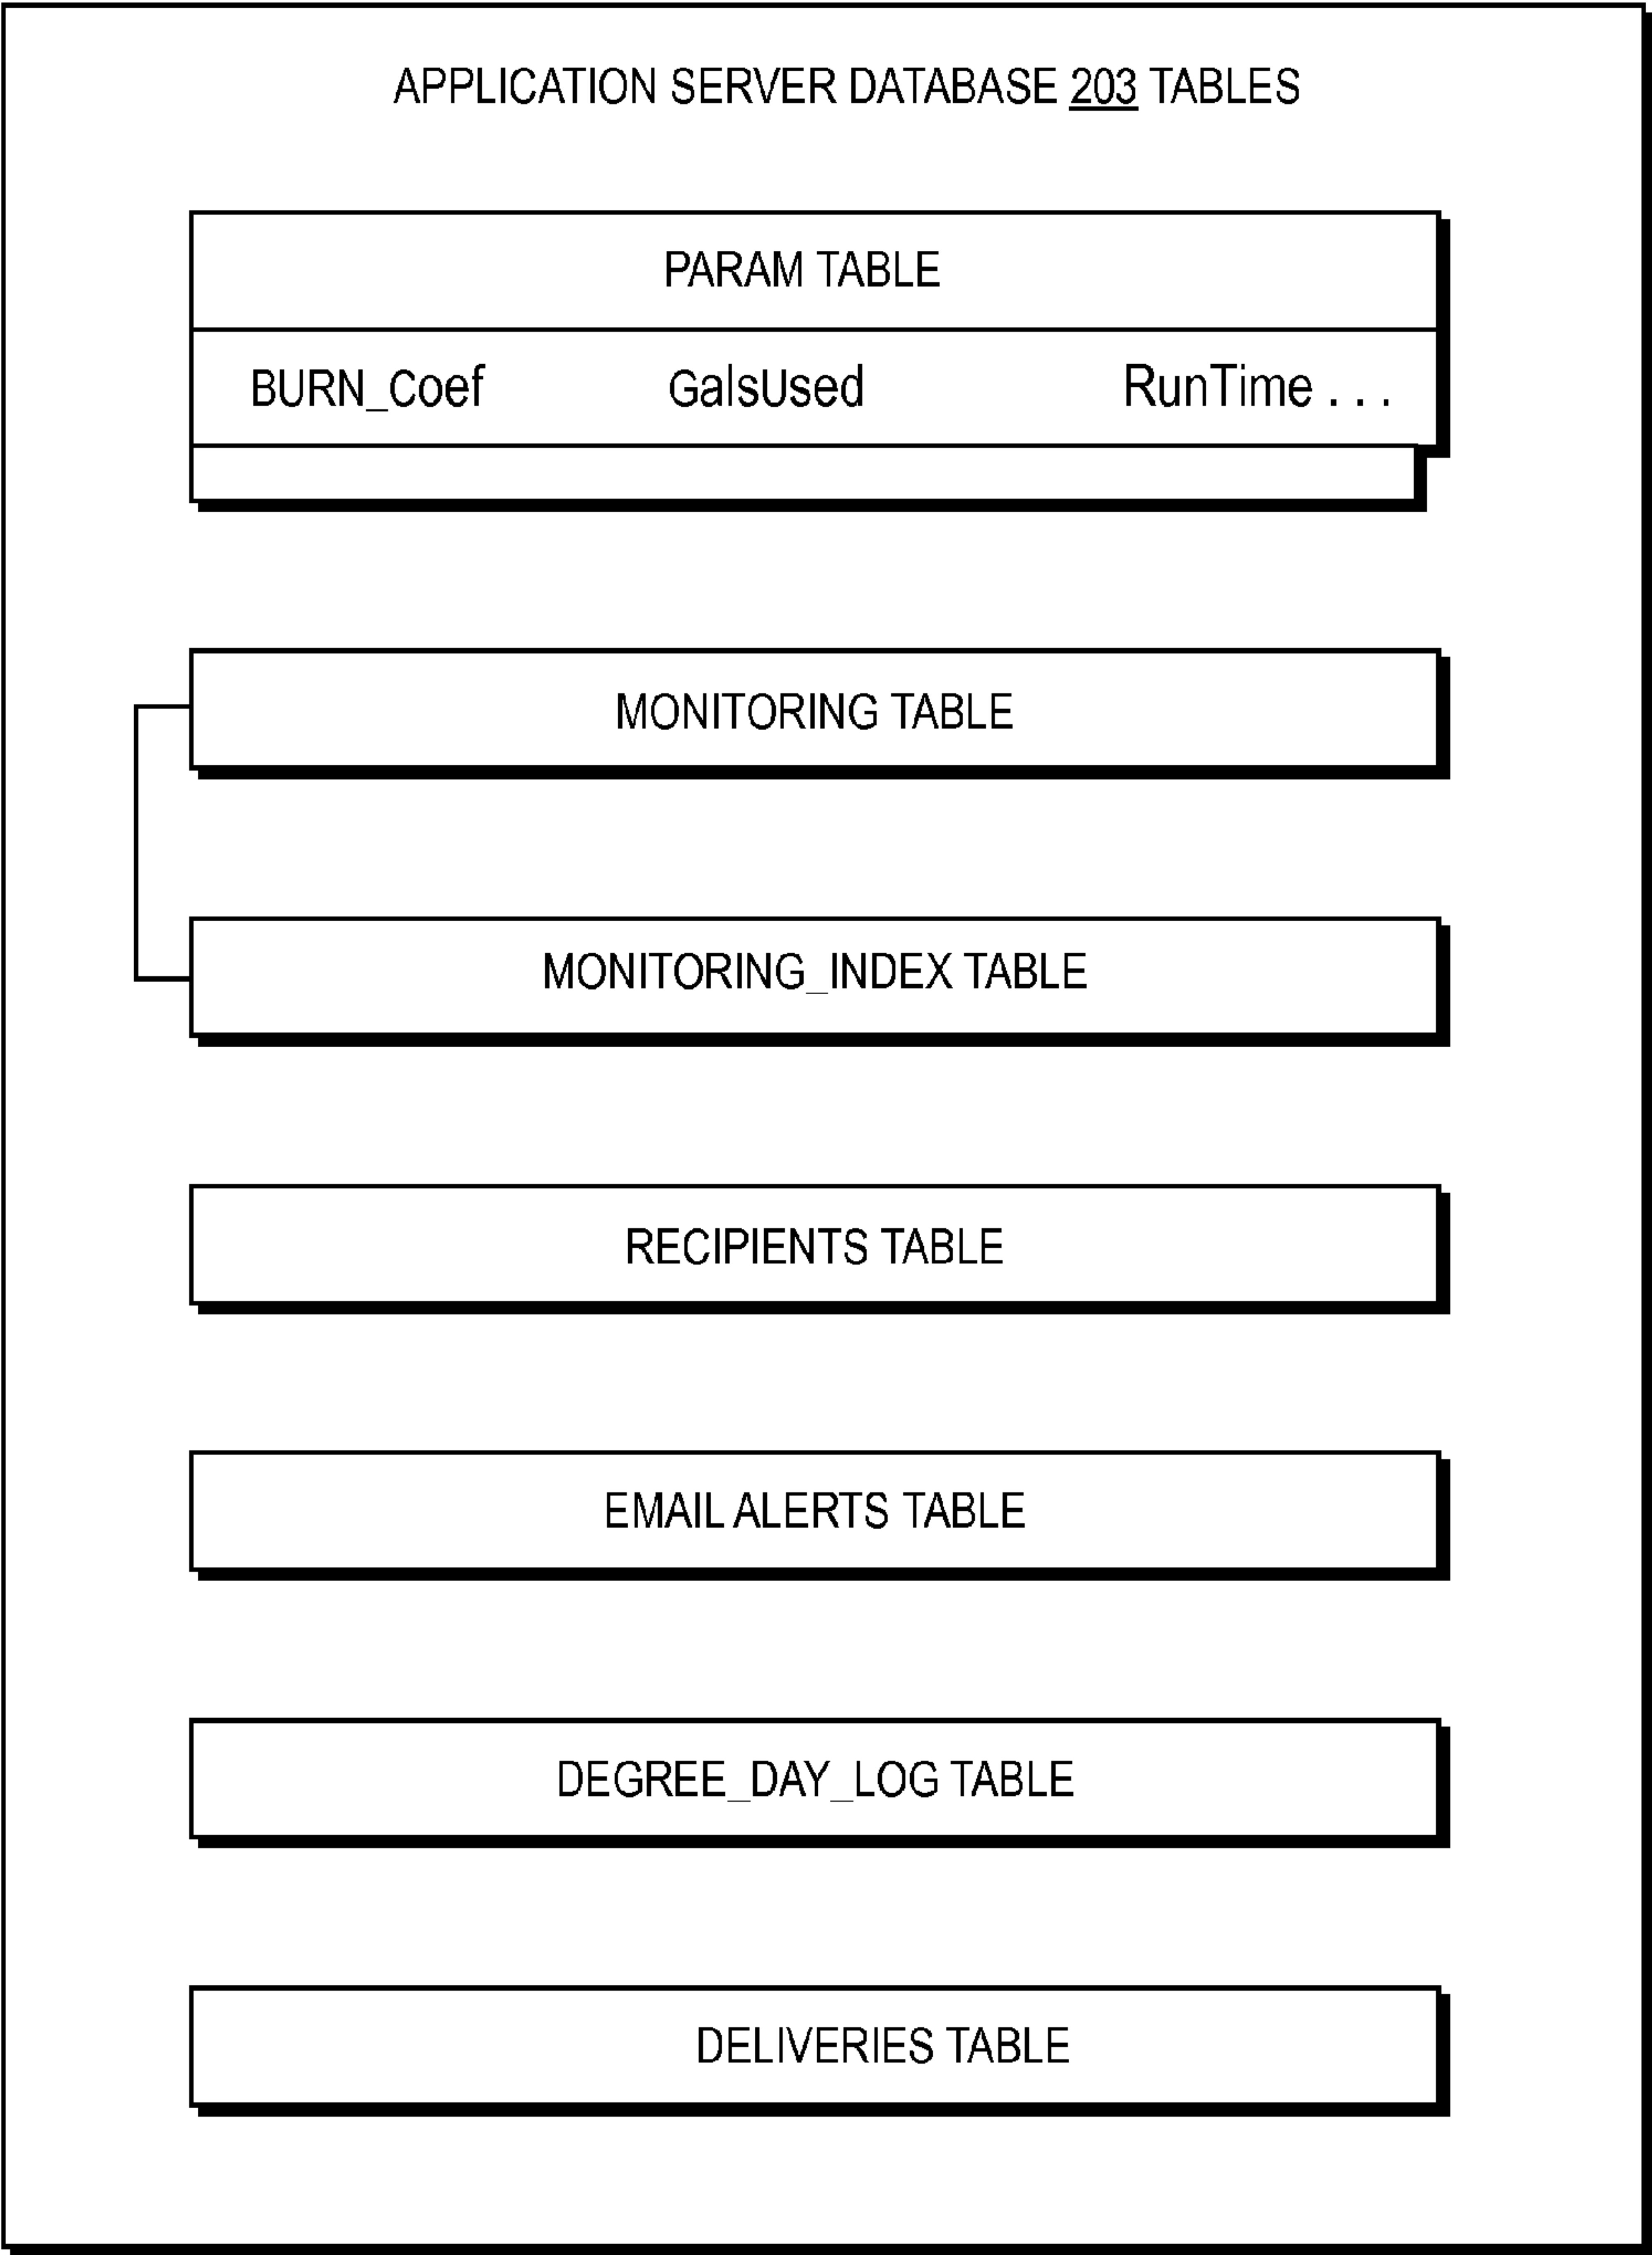 APPLICATION SERVER DATABASE 203 TABLES
PARAM TABLE
BURN_Coef GalsUsed RunTime . . .
MONITORING TABLE
MONITORING_INDEX TABLE
RECIPIENTS TABLE
EMAIL ALERTS TABLE
DEGREE_DAY_LOG TABLE
DELIVERIES TABLE